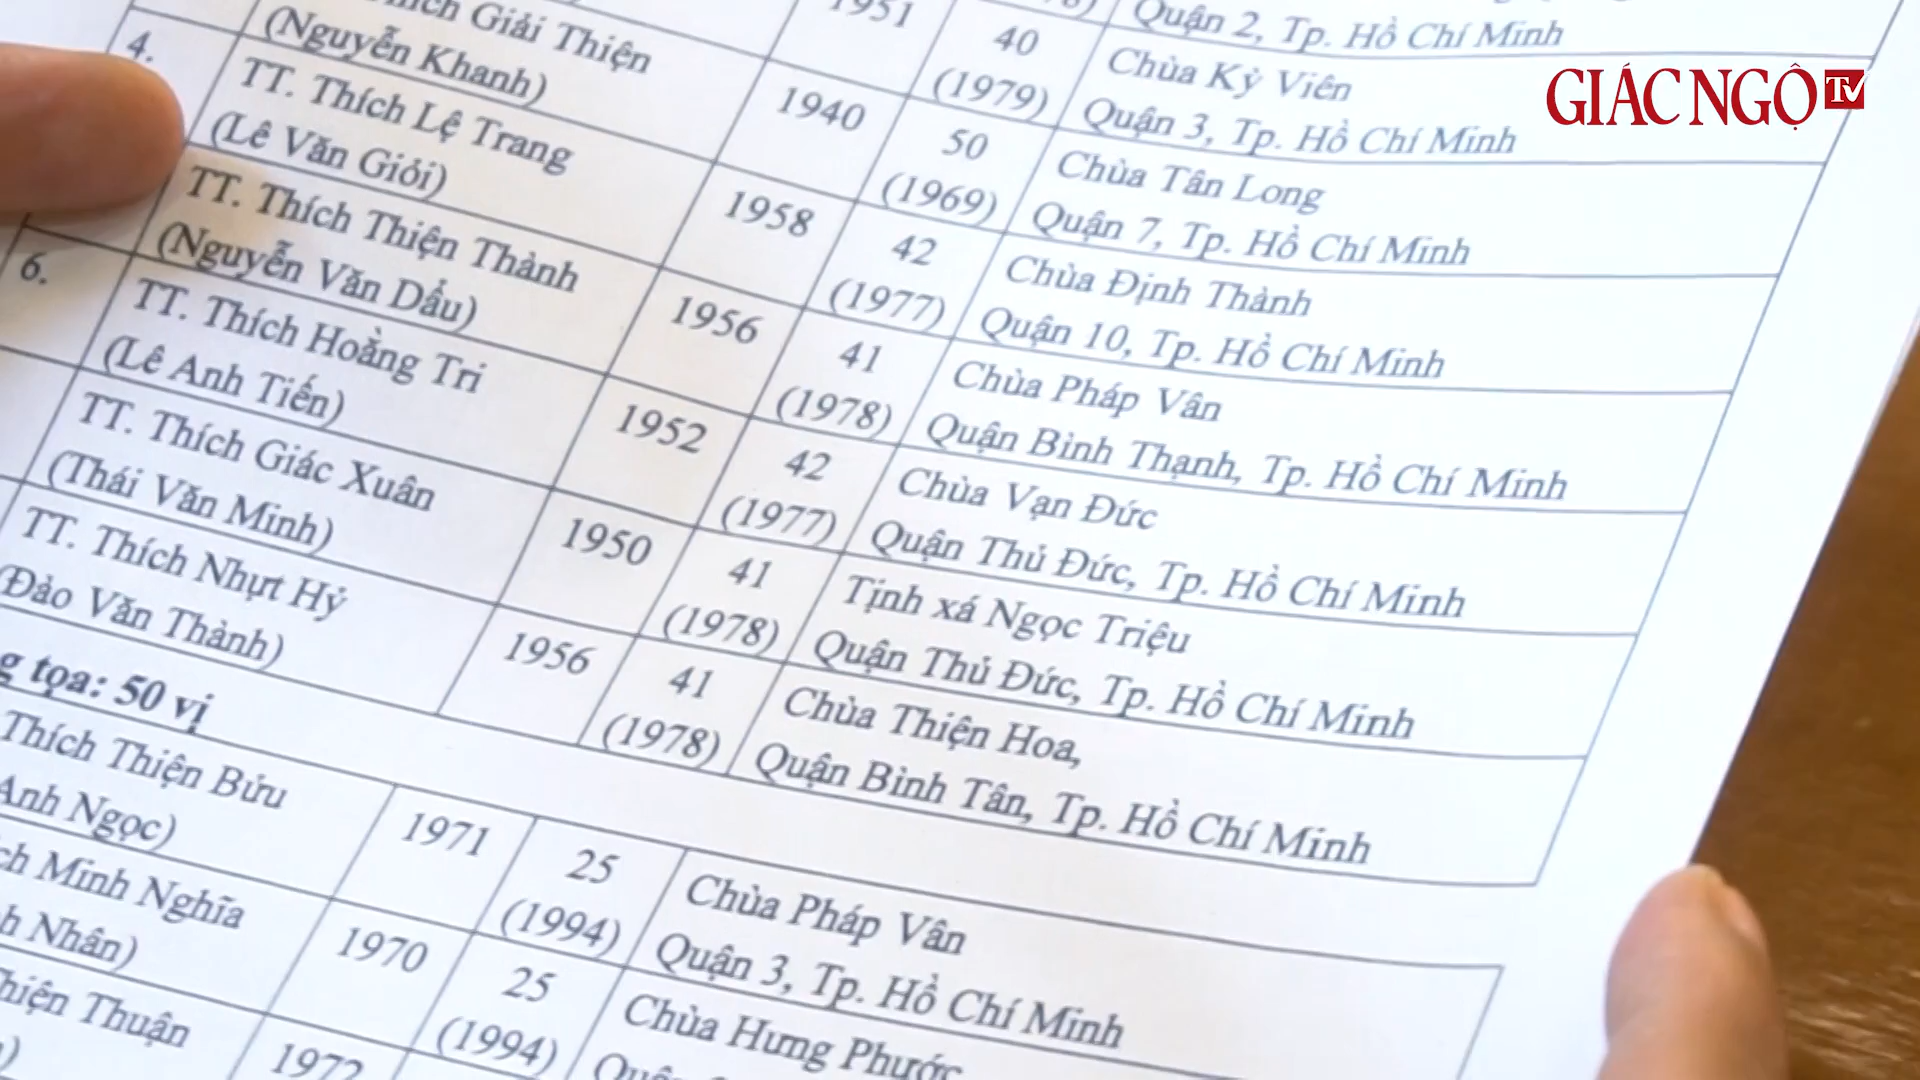 GIÁC NGỘ TV
Quận 2, Tp. Hồ Chí Minh
1951
40
(1979)
Chùa Kỳ Viên
Quận 3, Tp. Hồ Chí Minh
4.
Thích Giải Thiện
(Nguyễn Khanh)
1940
50
(1969)
Chùa Tân Long
Quận 7, Tp. Hồ Chí Minh
TT. Thích Lệ Trang
(Lê Văn Giỏi)
1958
42
(1977)
Chùa Định Thành
Quận 10, Tp. Hồ Chí Minh
6.
TT. Thích Thiện Thành
(Nguyễn Văn Dẩu)
1956
41
(1978)
Chùa Pháp Vân
Quận Bình Thạnh, Tp. Hồ Chí Minh
TT. Thích Hoằng Tri
(Lê Anh Tiến)
1952
42
(1977)
Chùa Vạn Đức
Quận Thủ Đức, Tp. Hồ Chí Minh
TT. Thích Giác Xuân
(Thái Văn Minh)
1950
41
(1978)
Tịnh xá Ngọc Triệu
Quận Thủ Đức, Tp. Hồ Chí Minh
TT. Thích Nhựt Hỷ
(Đào Văn Thành)
1956
41
(1978)
Chùa Thiện Hoa,
Quận Bình Tân, Tp. Hồ Chí Minh
tọa: 50 vị
Thích Thiện Bửu
Anh Ngọc)
1971
25
(1994)
Chùa Pháp Vân
Quận 3, Tp. Hồ Chí Minh
Minh Nghĩa
Nhân)
1970
25
(1994)
Chùa Hưng Phước
Thuận
1972